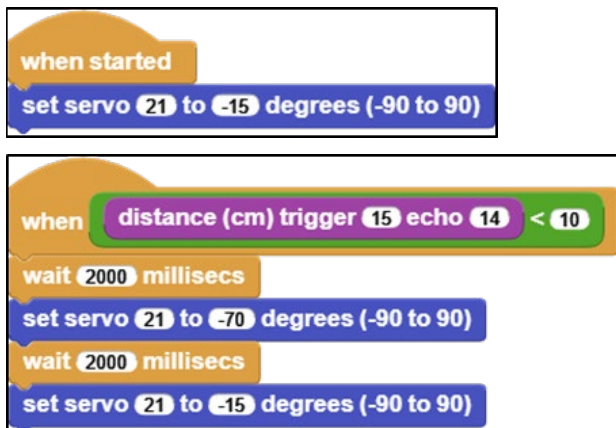 when started
set servo 21 to -15 degrees (-90 to 90)
when distance (cm) trigger 15 echo 14 < 10
wait 2000 millisecs
set servo 21 to -70 degrees (-90 to 90)
wait 2000 millisecs
set servo 21 to -15 degrees (-90 to 90)